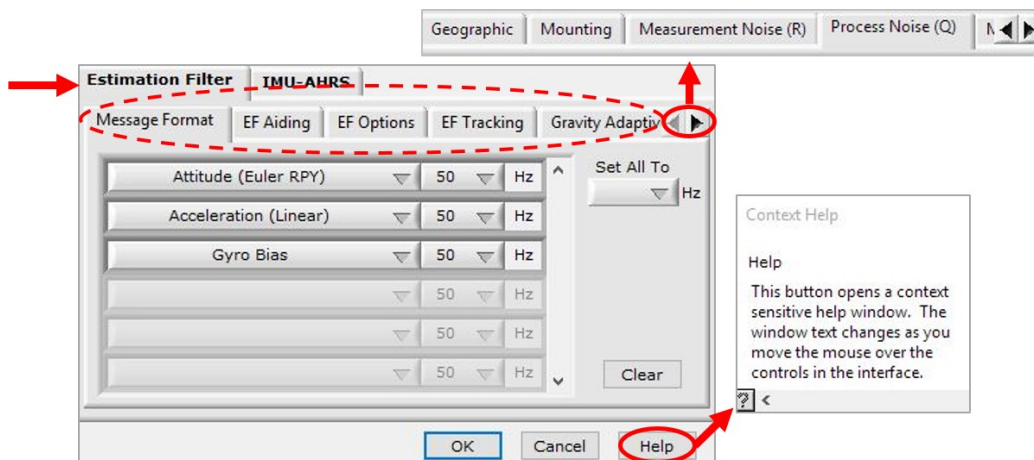 Geographic Mounting Measurement Noise (R) Process Noise (Q)
Estimation Filter IMU-AHRS
Message Format EF Aiding EF Options EF Tracking Gravity Adaptiv
Attitude (Euler RPY) 50 Hz
Set All To
Hz
Acceleration (Linear) 50 Hz
Gyro Bias 50 Hz
50 Hz
50 Hz
50 Hz
Clear
OK Cancel Help
Context Help
Help
This button opens a context
sensitive help window. The
window text changes as you
move the mouse over the
controls in the interface.
? <